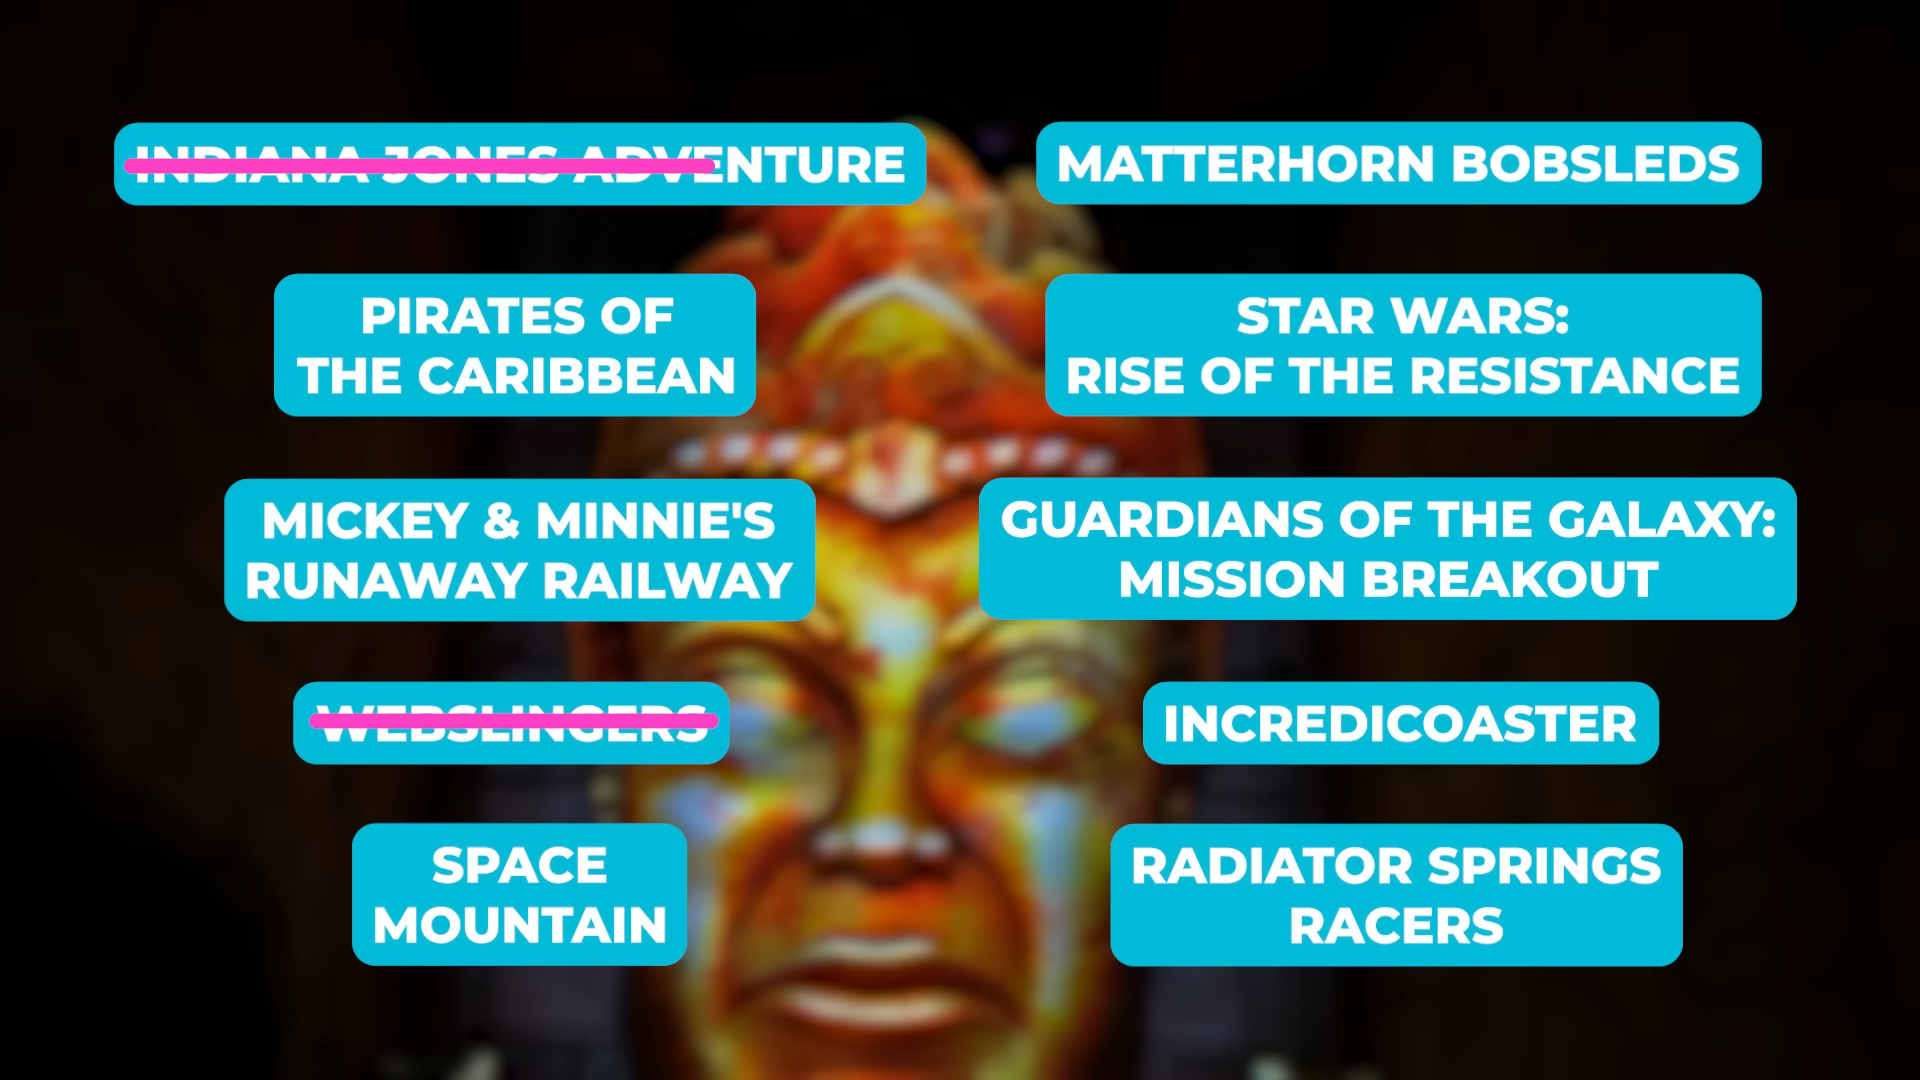 INDIANA JONES ADVENTURE
MATTERHORN BOBSLEDS
PIRATES OF
THE CARIBBEAN
STAR WARS:
RISE OF THE RESISTANCE
MICKEY & MINNIE'S
RUNAWAY RAILWAY
GUARDIANS OF THE GALAXY:
MISSION BREAKOUT
WEBSLINGERS
INCREDICOASTER
SPACE
MOUNTAIN
RADIATOR SPRINGS
RACERS